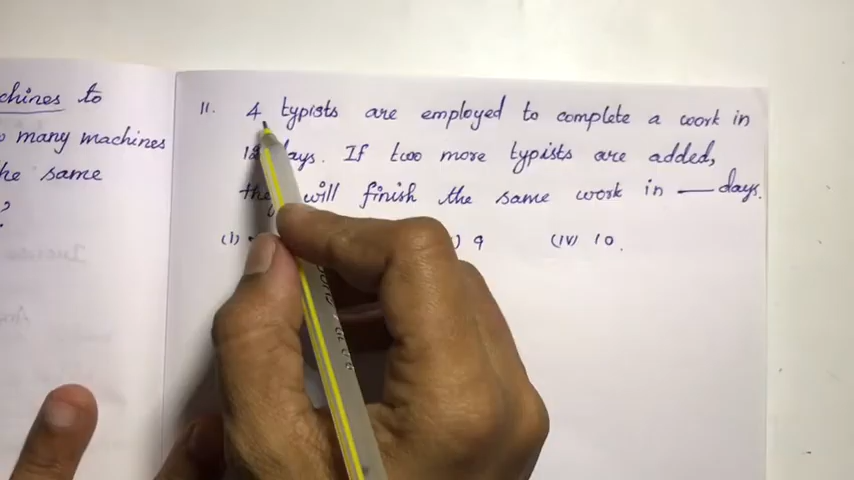 chines to
many machines
he same
?
11. 4 typists are employed to complete a work in
days. If two more typists are added,
will finish the same work in ___ days.
(i)
) 9
(iv) 10.